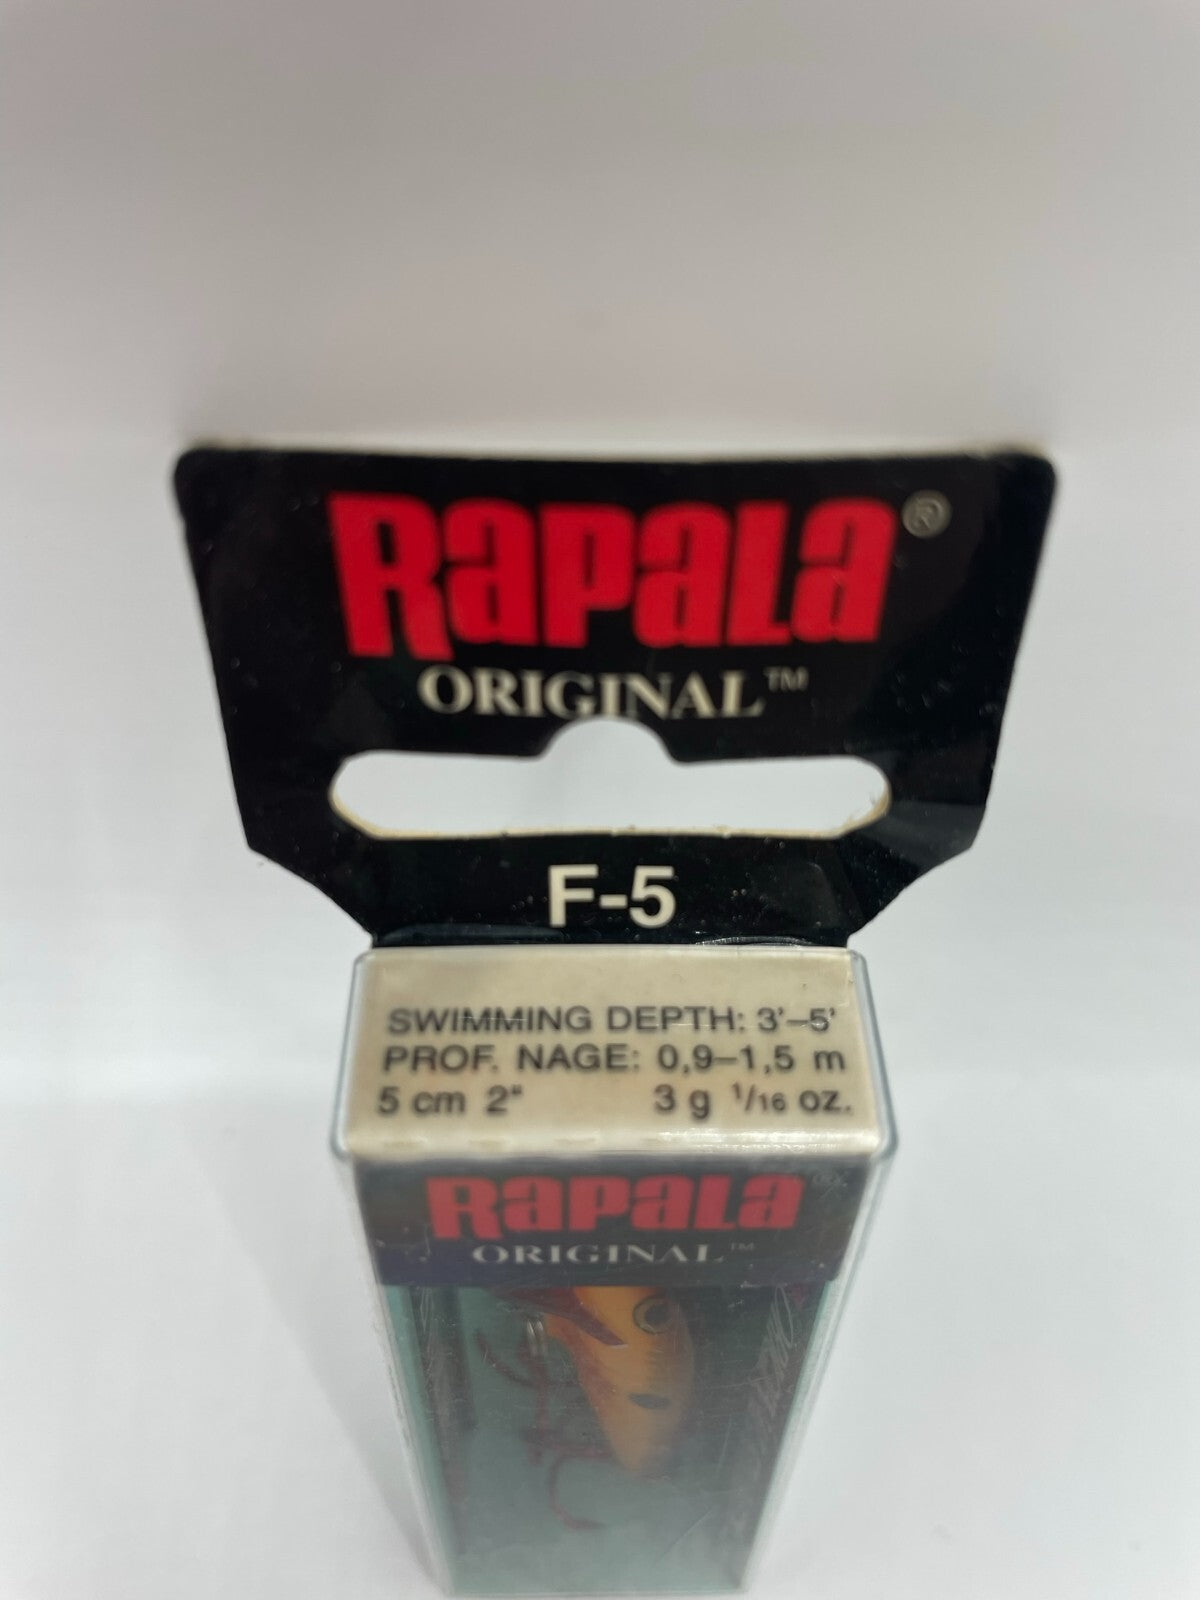 RAPALA®
ORIGINAL™
F-5
SWIMMING DEPTH: 3'–5'
PROF. NAGE: 0,9–1,5 m
5 cm 2" 3 g 1/16 oz.
RAPALA®
ORIGINAL™